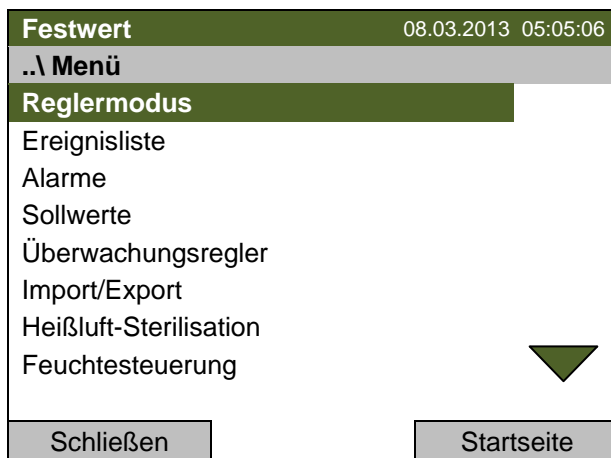 Festwert 08.03.2013 05:05:06
..\ Menü
Reglermodus
Ereignisliste
Alarme
Sollwerte
Überwachungsregler
Import/Export
Heißluft-Sterilisation
Feuchtesteuerung
Schließen Startseite